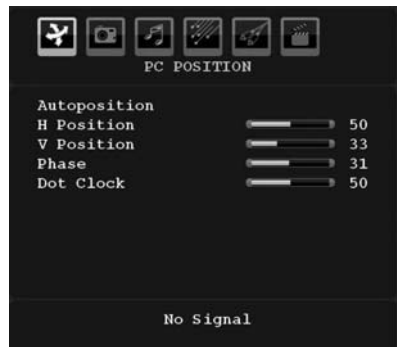 PC POSITION
Autoposition
H Position 50
V Position 33
Phase 31
Dot Clock 50
No Signal